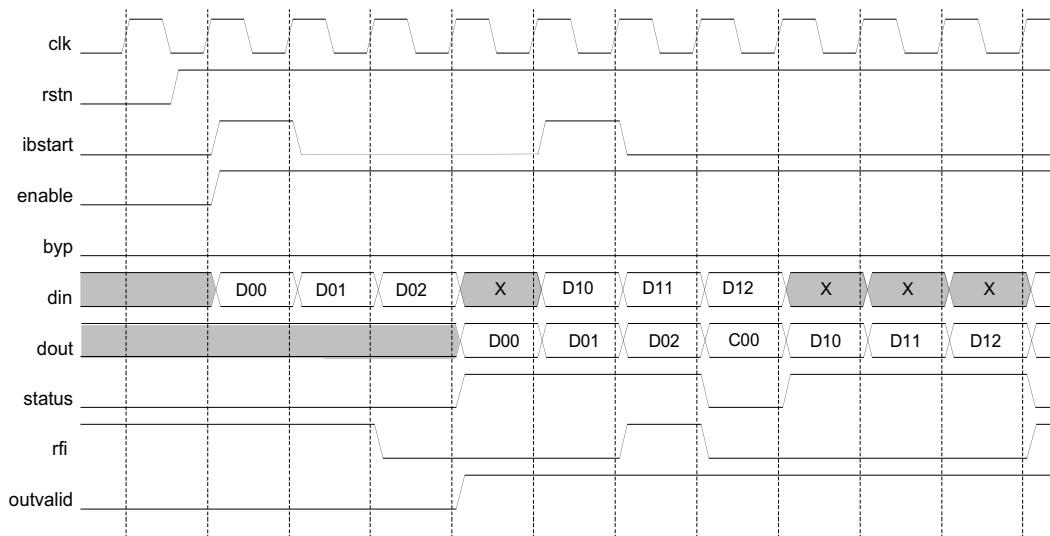 clk
rstn
ibstart
enable
byp
din D00 D01 D02 X D10 D11 D12 X X X
dout D00 D01 D02 C00 D10 D11 D12
status
rfi
outvalid